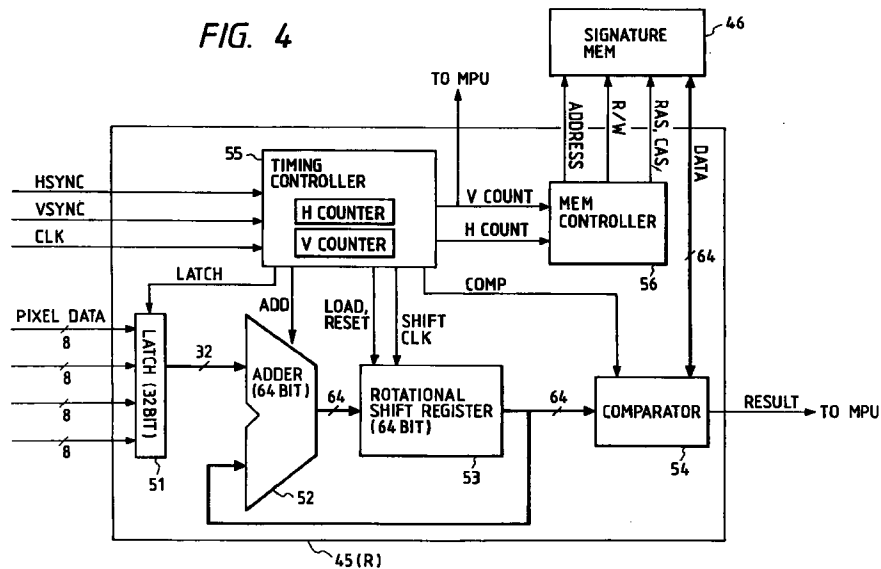 FIG. 4
SIGNATURE
MEM
46
TO MPU
ADDRESS
R/W
RAS, CAS,
DATA
64
55
TIMING
CONTROLLER
H COUNTER
V COUNTER
HSYNC
VSYNC
CLK
V COUNT
H COUNT
MEM
CONTROLLER
56
LATCH
ADD
LOAD,
RESET
SHIFT
CLK
COMP
PIXEL DATA
8
8
8
8
LATCH (32BIT)
51
32
ADDER
(64 BIT)
52
64
ROTATIONAL
SHIFT REGISTER
(64 BIT)
53
64
COMPARATOR
54
RESULT
TO MPU
45(R)